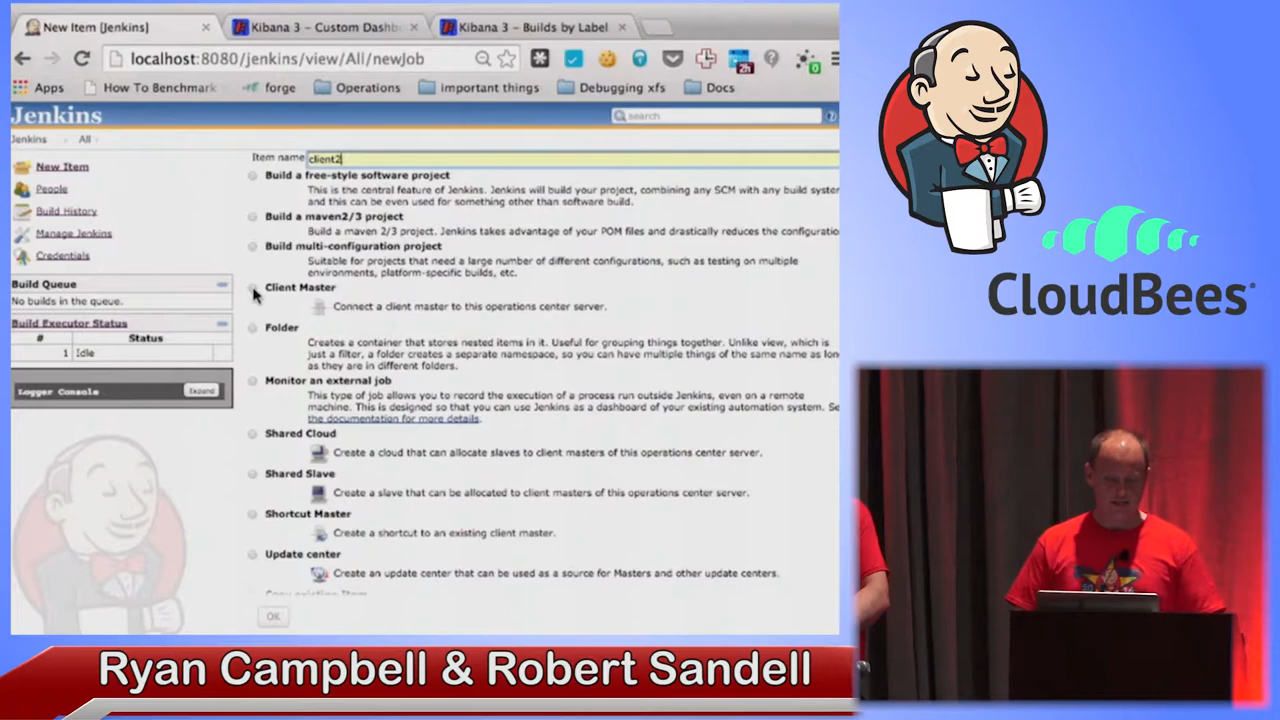 New Item [Jenkins]
Kibana 3 - Custom Dashb
Kibana 3 - Builds by Label
localhost:8080/jenkins/view/All/newJob
2h
0
Apps
How To Benchmark
forge
Operations
important things
Debugging xfs
Docs
Jenkins
search
Jenkins
All
Item name client2
New Item
People
Build History
Manage Jenkins
Credentials
Build Queue
No builds in the queue.
Build Executor Status
# Status
1 Idle
Logger Console
Expand
Build a free-style software project
This is the central feature of Jenkins. Jenkins will build your project, combining any SCM with any build system
and this can be even used for something other than software build.
Build a maven2/3 project
Build a maven 2/3 project. Jenkins takes advantage of your POM files and drastically reduces the configuratio
Build multi-configuration project
Suitable for projects that need a large number of different configurations, such as testing on multiple
environments, platform-specific builds, etc.
Client Master
Connect a client master to this operations center server.
Folder
Creates a container that stores nested items in it. Useful for grouping things together. Unlike view, which is
just a filter, a folder creates a separate namespace, so you can have multiple things of the same name as lon
as they are in different folders.
Monitor an external job
This type of job allows you to record the execution of a process run outside Jenkins, even on a remote
machine. This is designed so that you can use Jenkins as a dashboard of your existing automation system. Se
the documentation for more details.
Shared Cloud
Create a cloud that can allocate slaves to client masters of this operations center server.
Shared Slave
Create a slave that can be allocated to client masters of this operations center server.
Shortcut Master
Create a shortcut to an existing client master.
Update center
Create an update center that can be used as a source for Masters and other update centers.
Copy existing Item
OK
CloudBees
Ryan Campbell & Robert Sandell